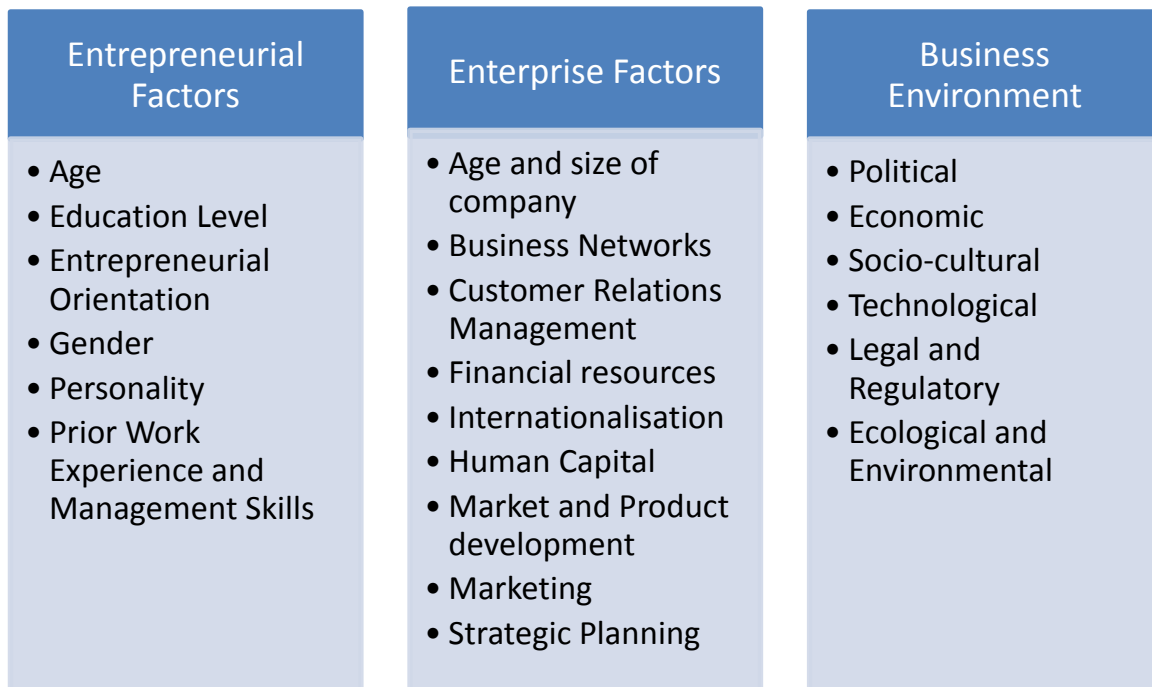 Entrepreneurial
Factors
• Age
• Education Level
• Entrepreneurial
Orientation
• Gender
• Personality
• Prior Work
Experience and
Management Skills
Enterprise Factors
• Age and size of
company
• Business Networks
• Customer Relations
Management
• Financial resources
• Internationalisation
• Human Capital
• Market and Product
development
• Marketing
• Strategic Planning
Business
Environment
• Political
• Economic
• Socio-cultural
• Technological
• Legal and
Regulatory
• Ecological and
Environmental